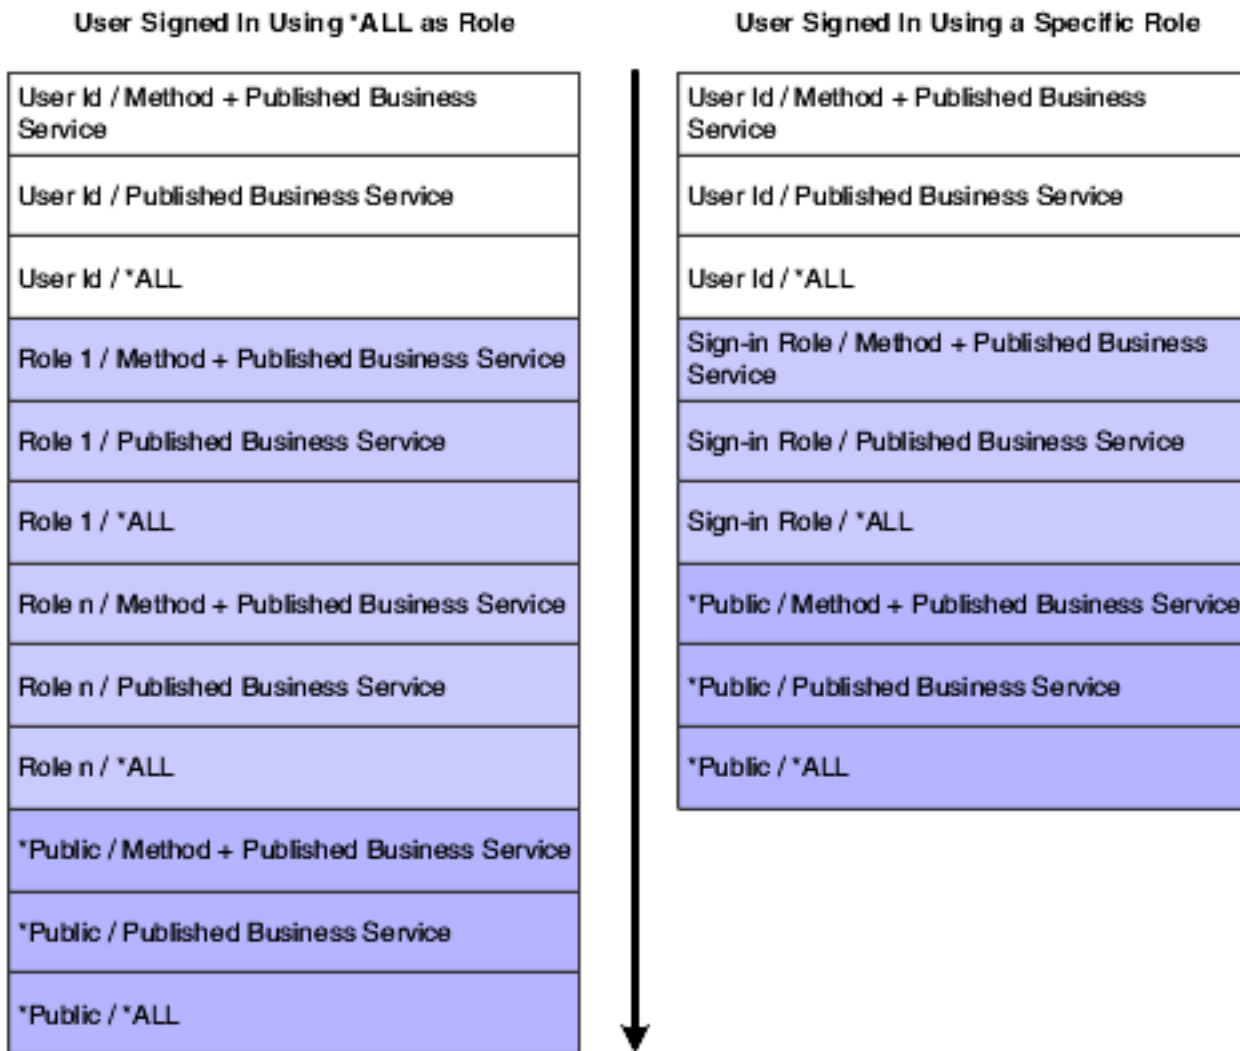 User Signed In Using *ALL as Role
User Id / Method + Published Business
Service
User Id / Published Business Service
User Id / *ALL
Role 1 / Method + Published Business Service
Role 1 / Published Business Service
Role 1 / *ALL
Role n / Method + Published Business Service
Role n / Published Business Service
Role n / *ALL
*Public / Method + Published Business Service
*Public / Published Business Service
*Public / *ALL
User Signed In Using a Specific Role
User Id / Method + Published Business
Service
User Id / Published Business Service
User Id / *ALL
Sign-in Role / Method + Published Business
Service
Sign-in Role / Published Business Service
Sign-in Role / *ALL
*Public / Method + Published Business Service
*Public / Published Business Service
*Public / *ALL